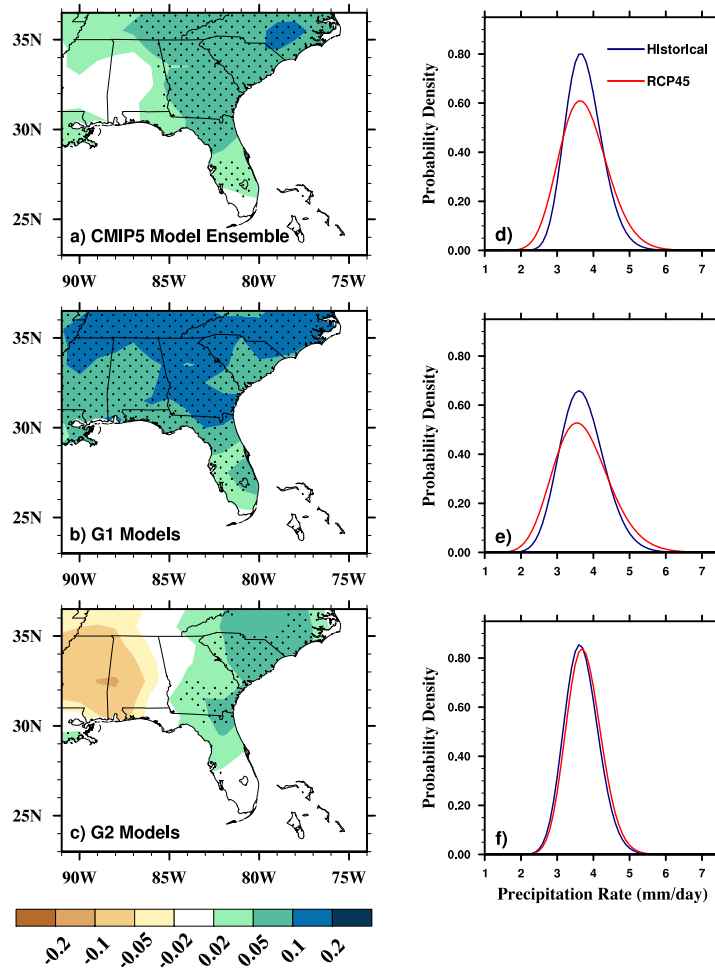 35N
30N
25N
a) CMIP5 Model Ensemble
90W 85W 80W 75W
Probability Density
0.80
0.60
0.40
0.20
0.00
Historical
RCP45
d)
1 2 3 4 5 6 7
35N
30N
25N
b) G1 Models
90W 85W 80W 75W
Probability Density
0.80
0.60
0.40
0.20
0.00
e)
1 2 3 4 5 6 7
35N
30N
25N
c) G2 Models
90W 85W 80W 75W
Probability Density
0.80
0.60
0.40
0.20
0.00
f)
1 2 3 4 5 6 7
Precipitation Rate (mm/day)
-0.2 -0.1 -0.05 -0.02 0.02 0.05 0.1 0.2